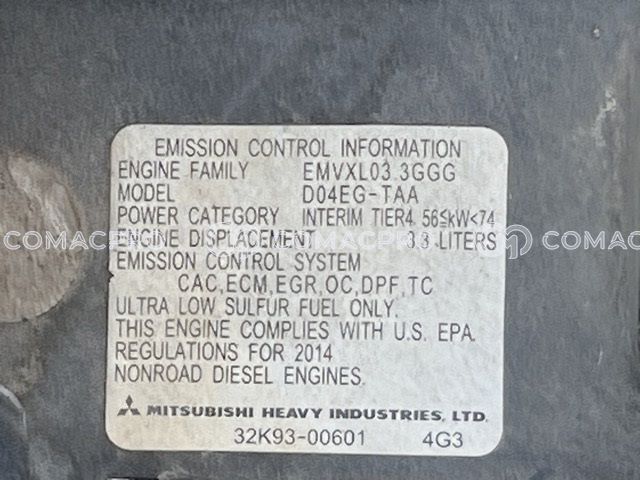 EMISSION CONTROL INFORMATION
ENGINE FAMILY EMVXL03.3GGG
MODEL D04EG-TAA
POWER CATEGORY INTERIM TIER4 56≦kW<74
COMACPRO COMACPRO COMACPRO
ENGINE DISPLACEMENT 3.3 LITERS
EMISSION CONTROL SYSTEM
CAC,ECM,EGR,OC,DPF,TC
ULTRA LOW SULFUR FUEL ONLY.
THIS ENGINE COMPLIES WITH U.S. EPA.
REGULATIONS FOR 2014
NONROAD DIESEL ENGINES.
MITSUBISHI HEAVY INDUSTRIES, LTD.
32K93-00601 4G3